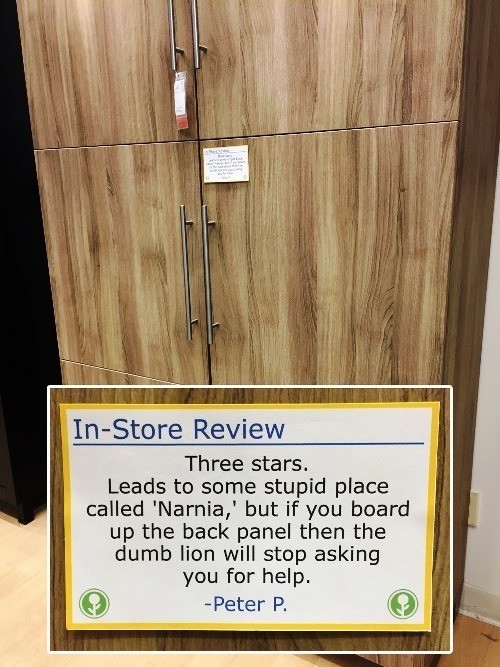 In-Store Review
Three stars.
Leads to some stupid place
called 'Narnia,' but if you board
up the back panel then the
dumb lion will stop asking
you for help.
-Peter P.